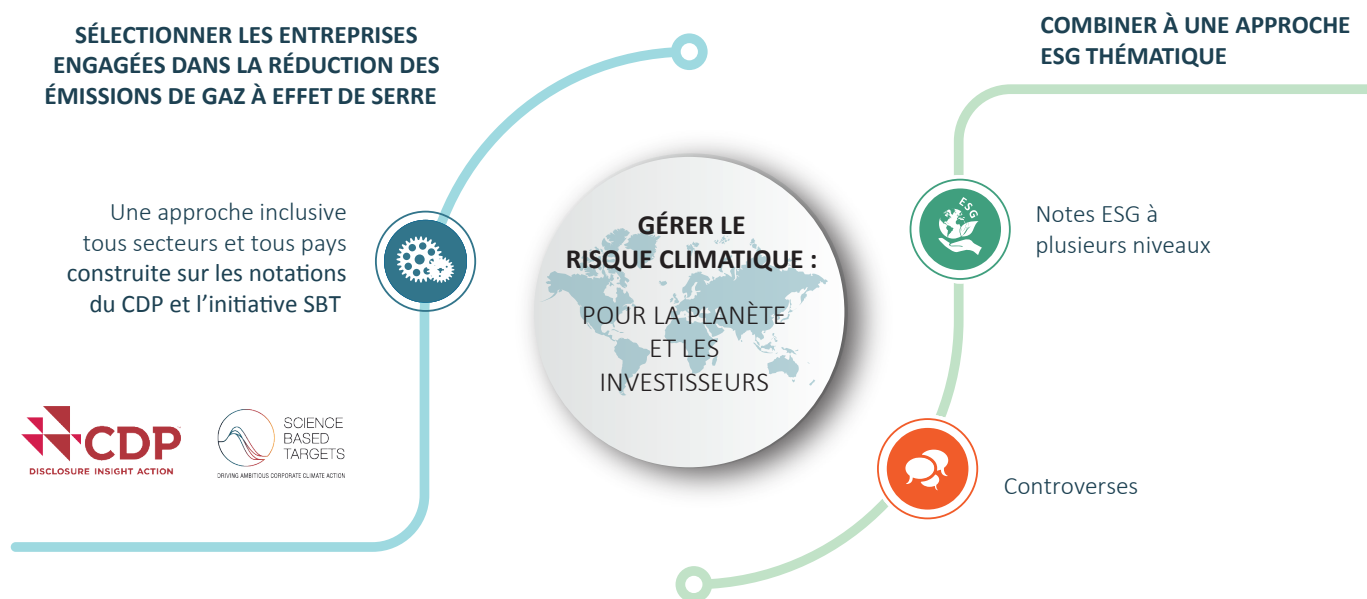 SÉLECTIONNER LES ENTREPRISES
ENGAGÉES DANS LA RÉDUCTION DES
ÉMISSIONS DE GAZ À EFFET DE SERRE
Une approche inclusive
tous secteurs et tous pays
construite sur les notations
du CDP et l’initiative SBT
CDP
DISCLOSURE INSIGHT ACTION
SCIENCE
BASED
TARGETS
DRIVING AMBITIOUS CORPORATE CLIMATE ACTION
GÉRER LE
RISQUE CLIMATIQUE :
POUR LA PLANÈTE
ET LES
INVESTISSEURS
COMBINER À UNE APPROCHE
ESG THÉMATIQUE
ESG
Notes ESG à
plusieurs niveaux
Controverses